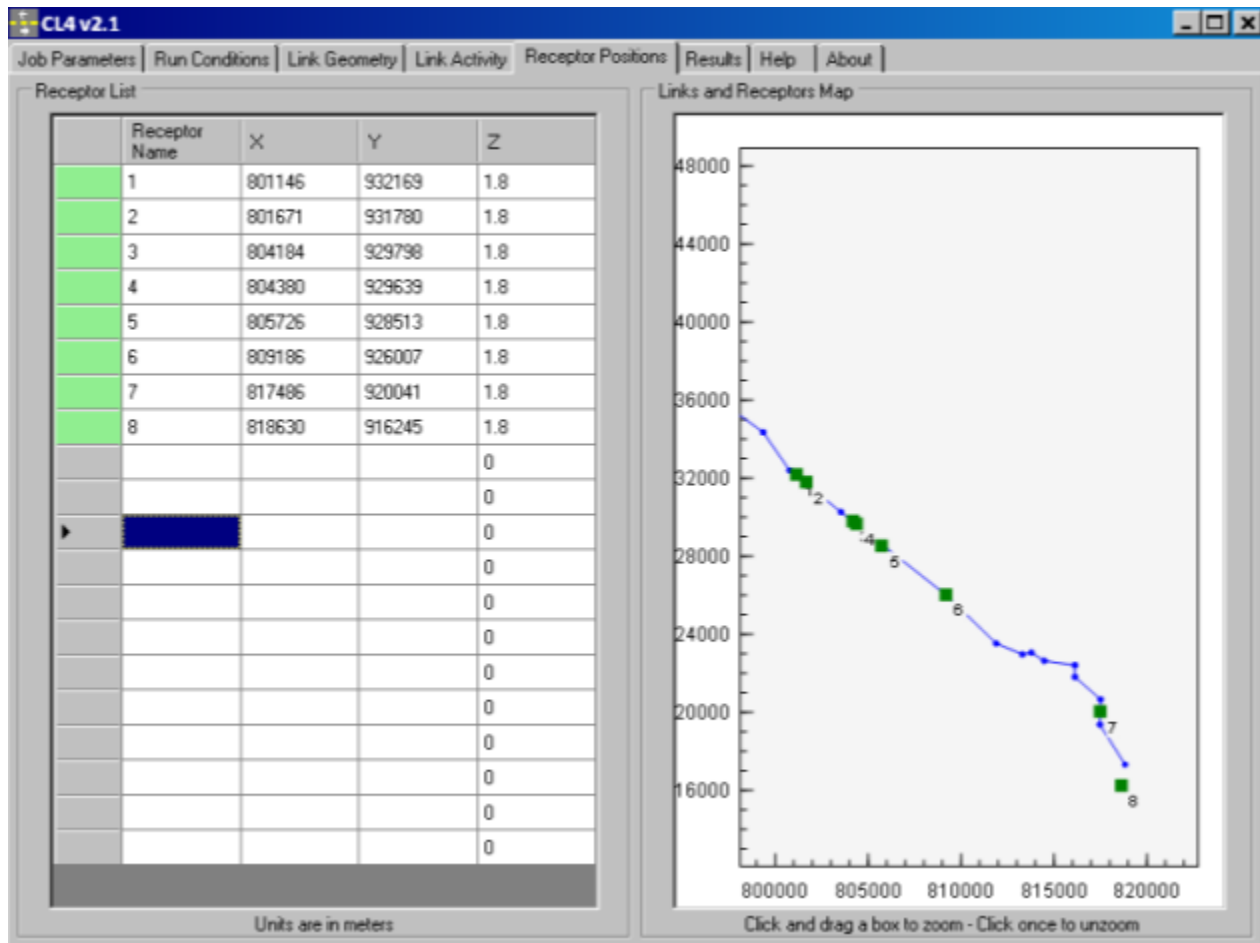 CL4 v2.1
Job Parameters Run Conditions Link Geometry Link Activity Receptor Positions Results Help About
Receptor List
Receptor Name X Y Z
1 801146 932169 1.8
2 801671 931780 1.8
3 804184 929798 1.8
4 804380 929639 1.8
5 805726 928513 1.8
6 809186 926007 1.8
7 817486 920041 1.8
8 818630 916245 1.8
0
0
0
0
0
0
0
0
0
0
0
0
Units are in meters
Links and Receptors Map
48000
44000
40000
36000
32000
28000
24000
20000
16000
2
4
5
6
7
8
800000 805000 810000 815000 820000
Click and drag a box to zoom - Click once to unzoom